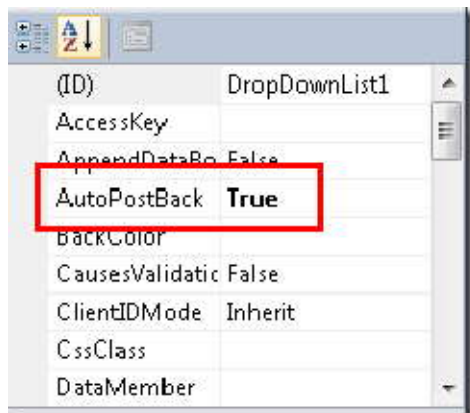 (ID) DropDownList1
AccessKey
AppendDataBo False
AutoPostBack True
BackColor
CausesValidatic False
ClientIDMode Inherit
CssClass
DataMember